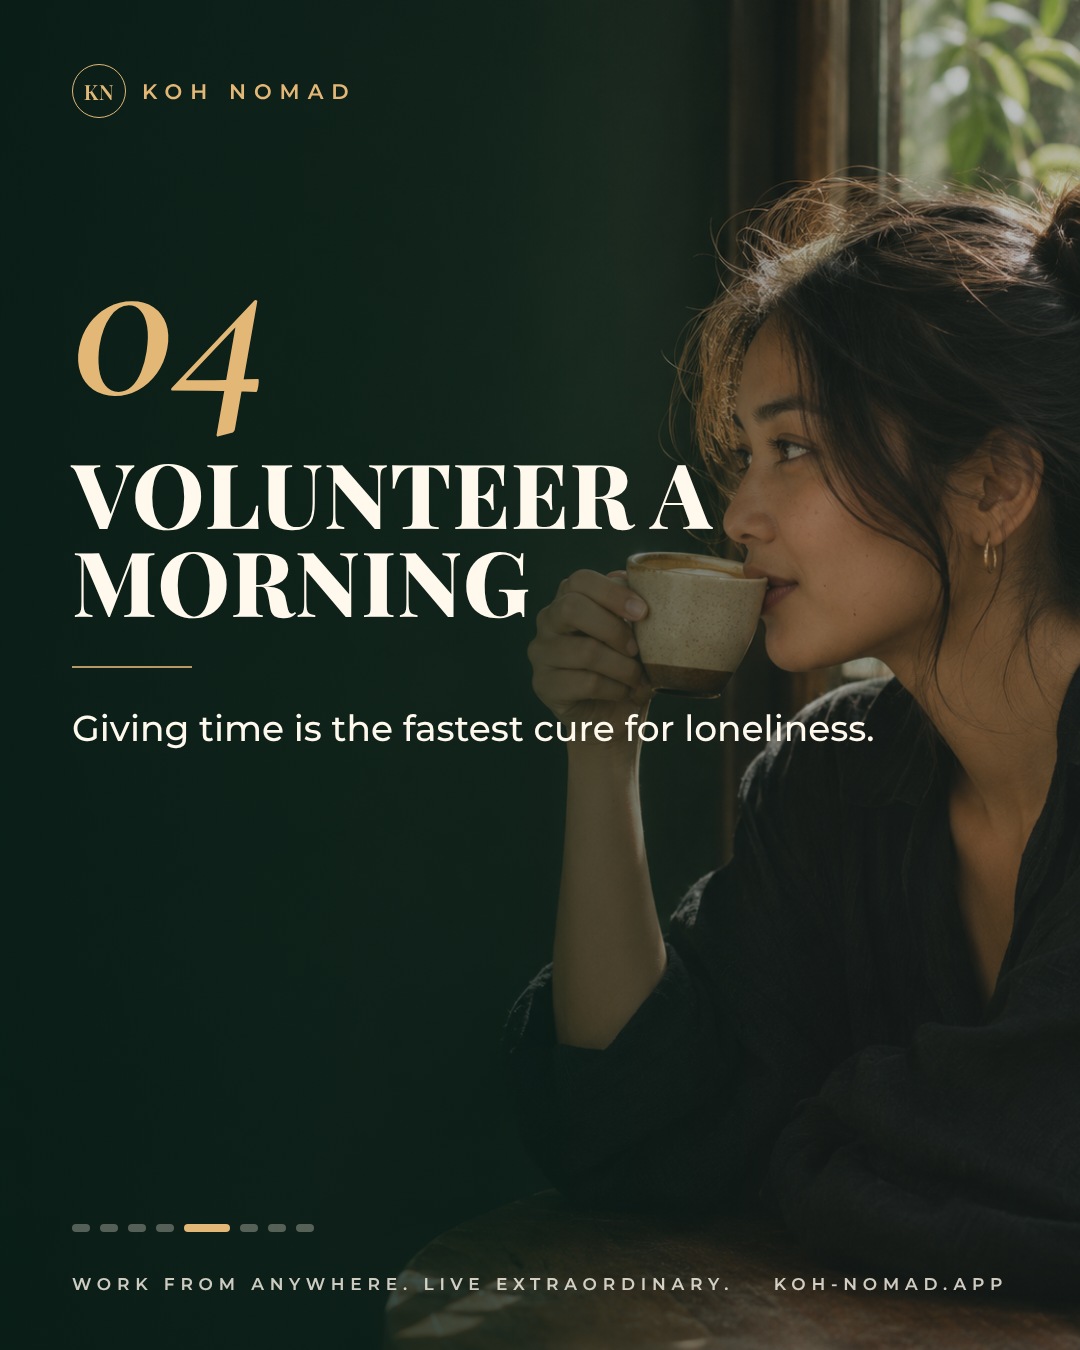 KN KOH NOMAD
04
VOLUNTEER A
MORNING
Giving time is the fastest cure for loneliness.
WORK FROM ANYWHERE. LIVE EXTRAORDINARY. KOH-NOMAD.APP